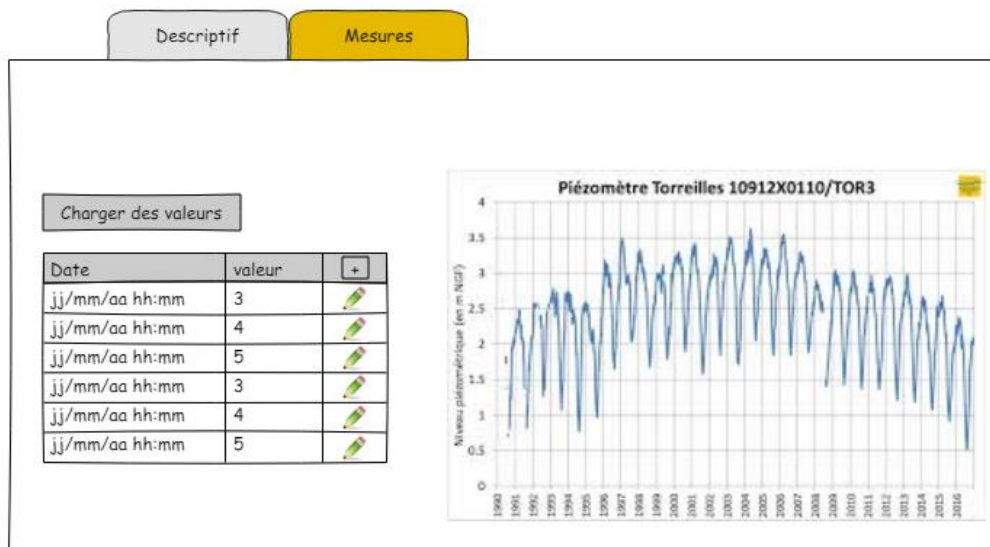 Descriptif
Mesures
Charger des valeurs
Date valeur +
jj/mm/aa hh:mm 3
jj/mm/aa hh:mm 4
jj/mm/aa hh:mm 5
jj/mm/aa hh:mm 3
jj/mm/aa hh:mm 4
jj/mm/aa hh:mm 5
Piézomètre Torreilles 10912X0110/TOR3
Niveau piézométrique (en m NGF)
4
3.5
3
2.5
2
1.5
1
0.5
0
1990 1991 1992 1993 1994 1995 1996 1997 1998 1999 2000 2001 2002 2003 2004 2005 2006 2007 2008 2009 2010 2011 2012 2013 2014 2015 2016